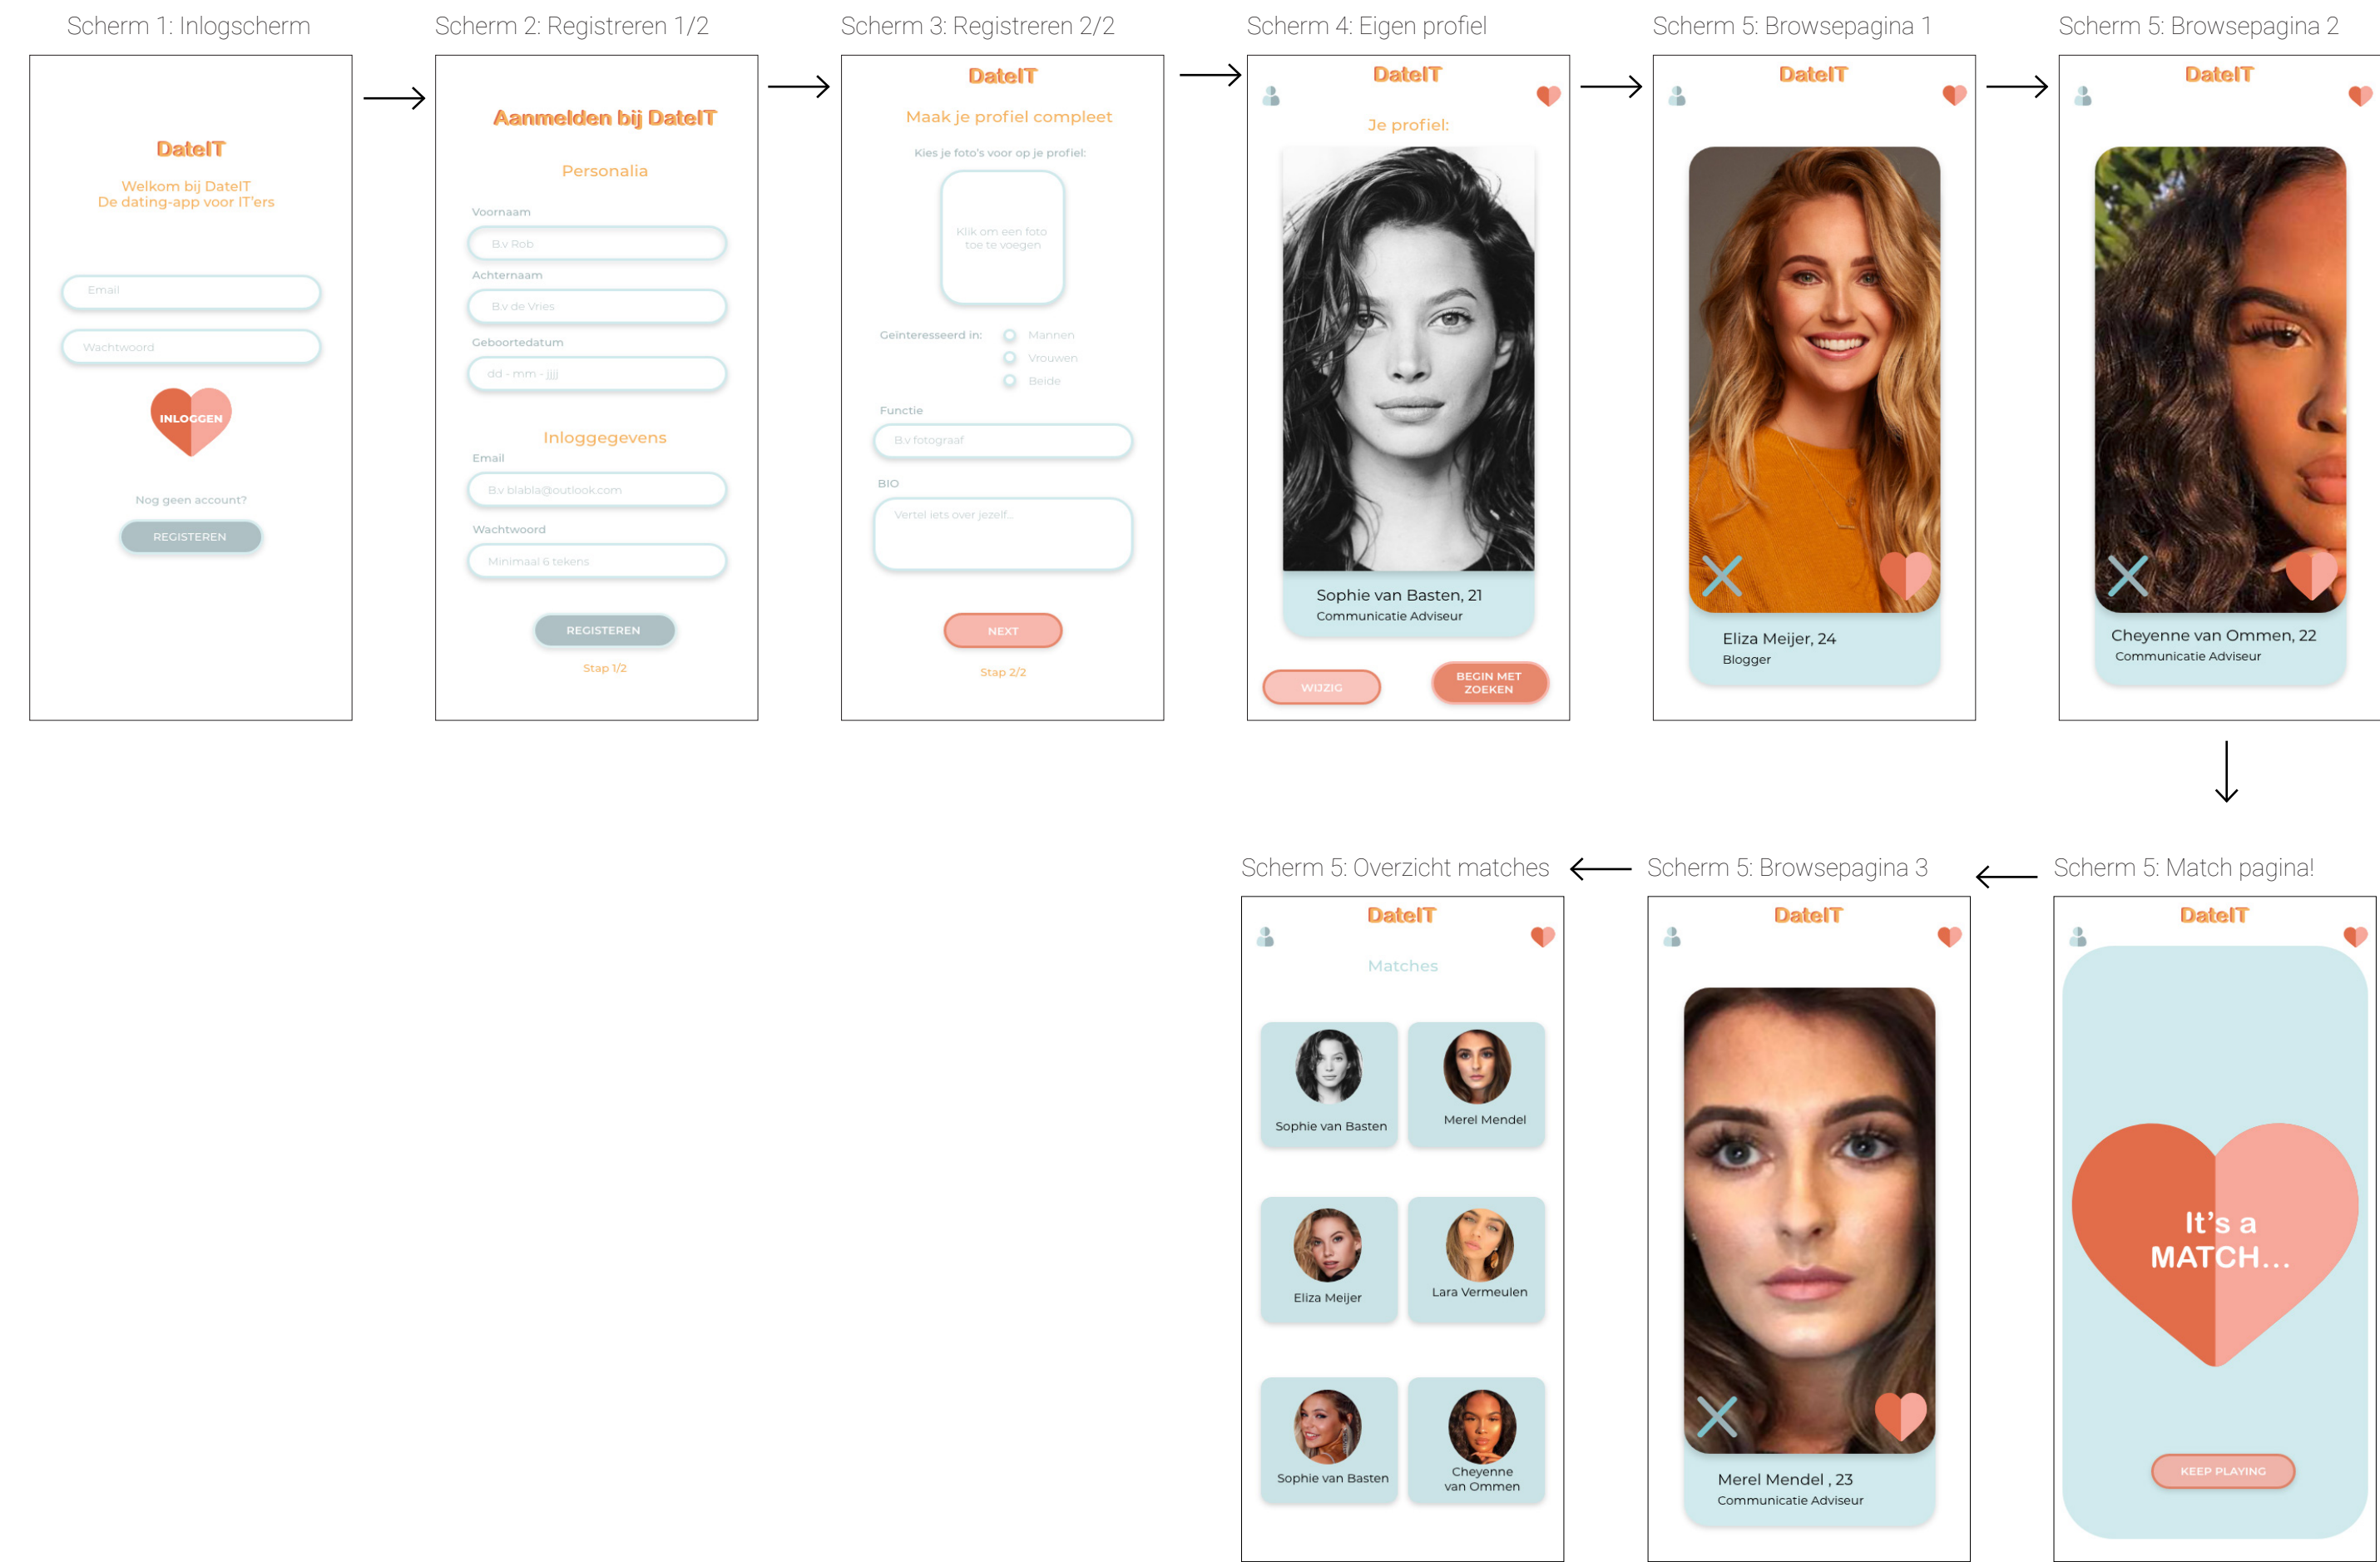 Scherm 1: Inlogscherm
DateIT
Welkom bij DateIT
De dating-app voor IT'ers
Email
Wachtwoord
INLOGGEN
Nog geen account?
REGISTEREN
Scherm 2: Registreren 1/2
Aanmelden bij DateIT
Personalia
Voornaam
B.v Rob
Achternaam
B.v de Vries
Geboortedatum
dd - mm - jjjj
Inloggegevens
Email
B.v blabla@outlook.com
Wachtwoord
Minimaal 6 tekens
REGISTEREN
Stap 1/2
Scherm 3: Registreren 2/2
DateIT
Maak je profiel compleet
Kies je foto's voor op je profiel:
Klik om een foto
toe te voegen
Geïnteresseerd in:
Mannen
Vrouwen
Beide
Functie
B.v fotograaf
BIO
Vertel iets over jezelf...
NEXT
Stap 2/2
Scherm 4: Eigen profiel
DateIT
Je profiel:
Sophie van Basten, 21
Communicatie Adviseur
WIJZIG
BEGIN MET
ZOEKEN
Scherm 5: Browsepagina 1
DateIT
Eliza Meijer, 24
Blogger
Scherm 5: Browsepagina 2
DateIT
Cheyenne van Ommen, 22
Communicatie Adviseur
Scherm 5: Overzicht matches
DateIT
Matches
Sophie van Basten
Merel Mendel
Eliza Meijer
Lara Vermeulen
Sophie van Basten
Cheyenne
van Ommen
Scherm 5: Browsepagina 3
DateIT
Merel Mendel , 23
Communicatie Adviseur
Scherm 5: Match pagina!
DateIT
It's a
MATCH...
KEEP PLAYING